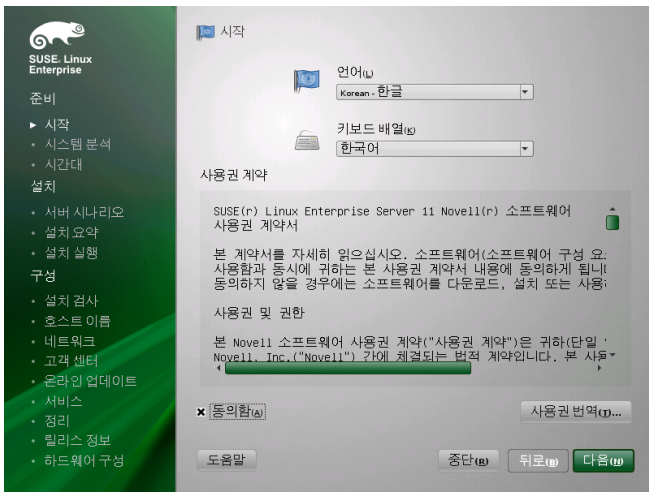 SUSE. Linux
Enterprise
준비
시작
시스템 분석
시간대
설치
서버 시나리오
설치 요약
설치 실행
구성
설치 검사
호스트 이름
네트워크
고객 센터
온라인 업데이트
서비스
정리
릴리스 정보
하드웨어 구성
시작
언어(L)
Korean - 한글
키보드 배열(K)
한국어
사용권 계약
SUSE(r) Linux Enterprise Server 11 Novell(r) 소프트웨어
사용권 계약서
본 계약서를 자세히 읽으십시오. 소프트웨어(소프트웨어 구성
사용함과 동시에 귀하는 본 사용권 계약서 내용에 동의하게
동의하지 않을 경우에는 소프트웨어를 다운로드, 설치 또는
사용권 및 권한
본 Novell 소프트웨어 사용권 계약("사용권 계약")은 귀하(단일
Novell, Inc.("Novell") 간에 체결되는 법적 계약입니다. 본
동의함(A)
사용권 번역(T)...
도움말
중단(R)
뒤로(B)
다음(N)